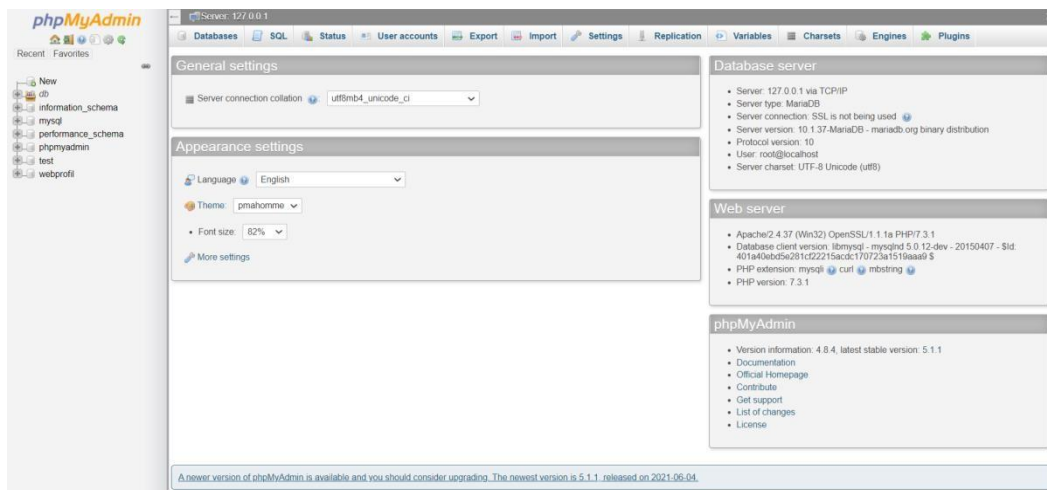 phpMyAdmin
Recent Favorites
New
db
information_schema
mysql
performance_schema
phpmyadmin
test
webprofil
Server: 127.0.0.1
Databases SQL Status User accounts Export Import Settings Replication Variables Charsets Engines Plugins
General settings
Server connection collation utf8mb4_unicode_ci
Appearance settings
Language English
Theme: pmahomme
Font size: 82%
More settings
Database server
Server: 127.0.0.1 via TCP/IP
Server type: MariaDB
Server connection: SSL is not being used
Server version: 10.1.37-MariaDB - mariadb.org binary distribution
Protocol version: 10
User: root@localhost
Server charset: UTF-8 Unicode (utf8)
Web server
Apache/2.4.37 (Win32) OpenSSL/1.1.1a PHP/7.3.1
Database client version: libmysql - mysqlnd 5.0.12-dev - 20150407 - $Id:
401a40ebd5e281cf22215acdc170723a1519aaa9 $
PHP extension: mysqli curl mbstring
PHP version: 7.3.1
phpMyAdmin
Version information: 4.8.4, latest stable version: 5.1.1
Documentation
Official Homepage
Contribute
Get support
List of changes
License
A newer version of phpMyAdmin is available and you should consider upgrading. The newest version is 5.1.1, released on 2021-06-04.